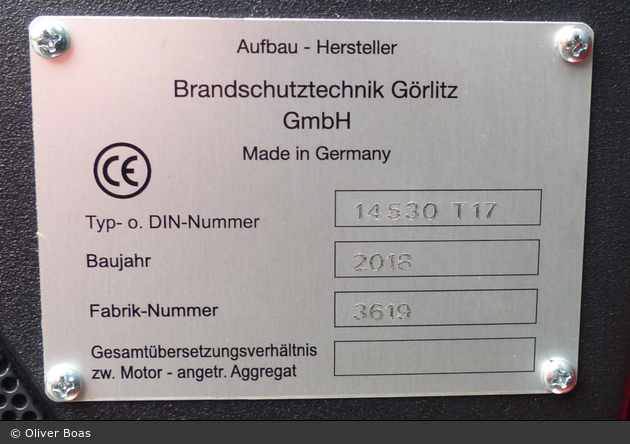 Aufbau - Hersteller
Brandschutztechnik Görlitz
GmbH
Made in Germany
CE
Typ- o. DIN-Nummer 14530 T17
Baujahr 2018
Fabrik-Nummer 3619
Gesamtübersetzungsverhältnis
zw. Motor - angetr. Aggregat
© Oliver Boas